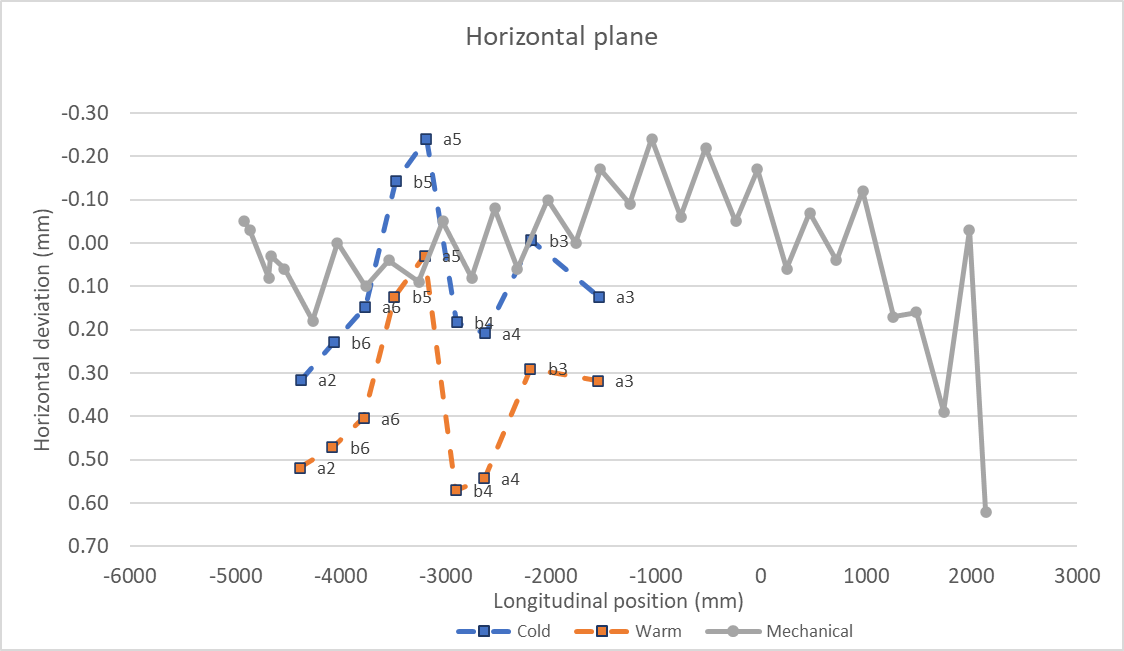 Horizontal plane
-0.30
-0.20
-0.10
0.00
0.10
0.20
0.30
0.40
0.50
0.60
0.70
Horizontal deviation (mm)
a5
b5
b3
a5
b5
a3
a6
b4
a4
b6
b3
a2
a3
a6
b6
a2
a4
b4
-6000 -5000 -4000 -3000 -2000 -1000 0 1000 2000 3000
Longitudinal position (mm)
Cold Warm Mechanical